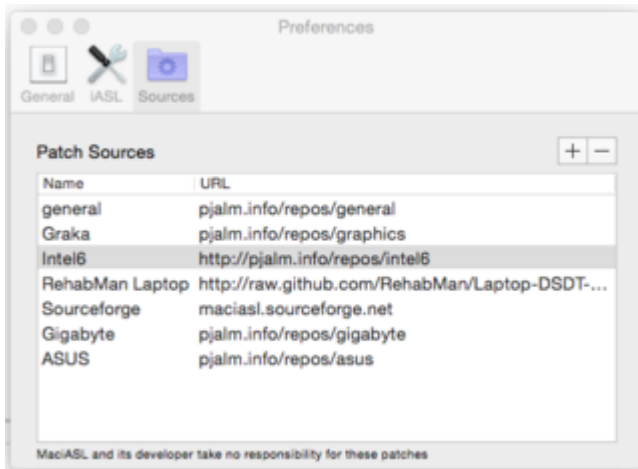 Preferences
General iASL Sources
Patch Sources + −
Name URL
general pjalm.info/repos/general
Graka pjalm.info/repos/graphics
Intel6 http://pjalm.info/repos/intel6
RehabMan Laptop http://raw.github.com/RehabMan/Laptop-DSDT-...
Sourceforge maciasl.sourceforge.net
Gigabyte pjalm.info/repos/gigabyte
ASUS pjalm.info/repos/asus
MaciASL and its developer take no responsibility for these patches